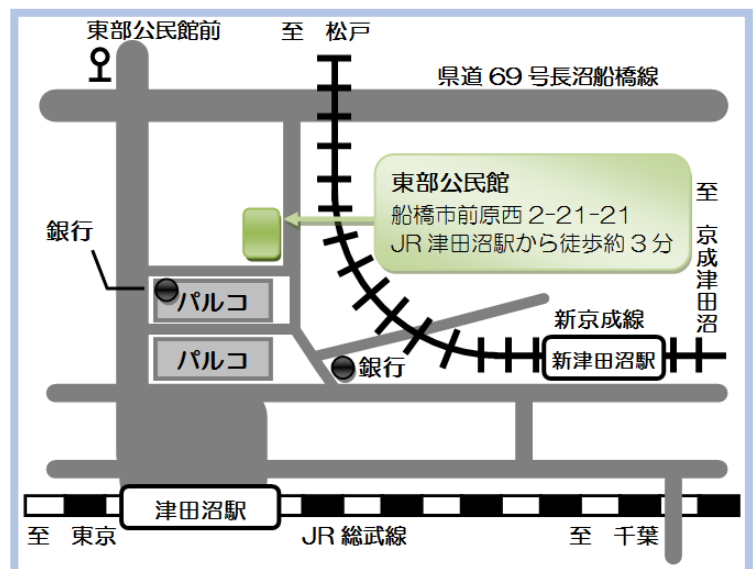 東部公民館前
至 松戸
県道 69 号長沼船橋線
東部公民館
船橋市前原西 2-21-21
JR 津田沼駅から徒歩約 3 分
至 京成津田沼
銀行
パルコ
パルコ
銀行
新京成線
新津田沼駅
津田沼駅
至 東京
JR 総武線
至 千葉